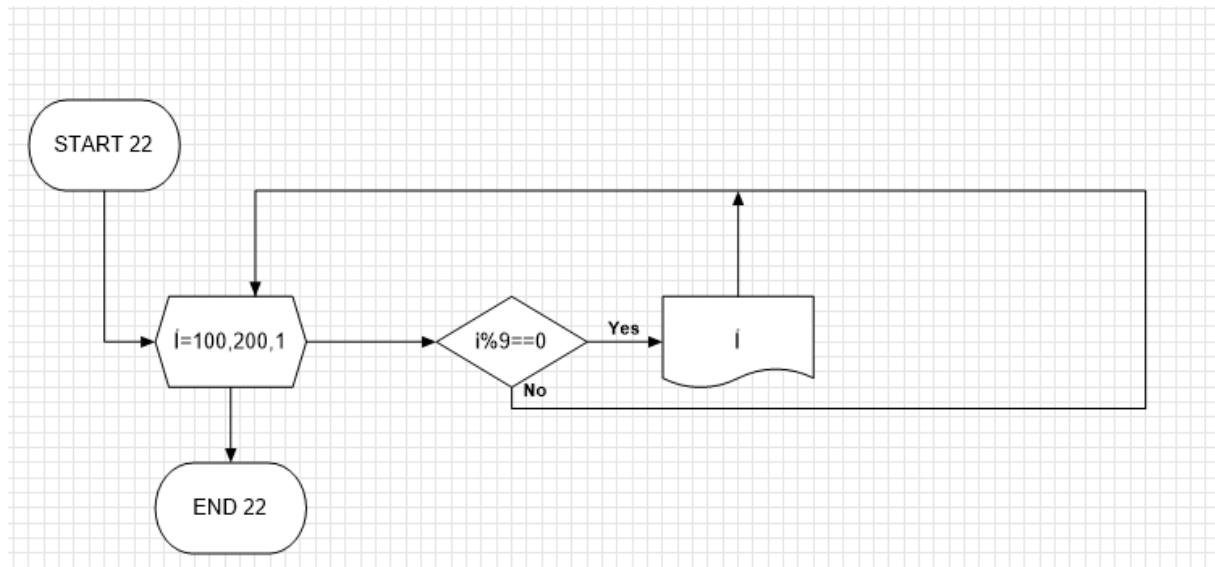 START 22
İ=100,200,1
i%9==0
Yes
İ
No
END 22